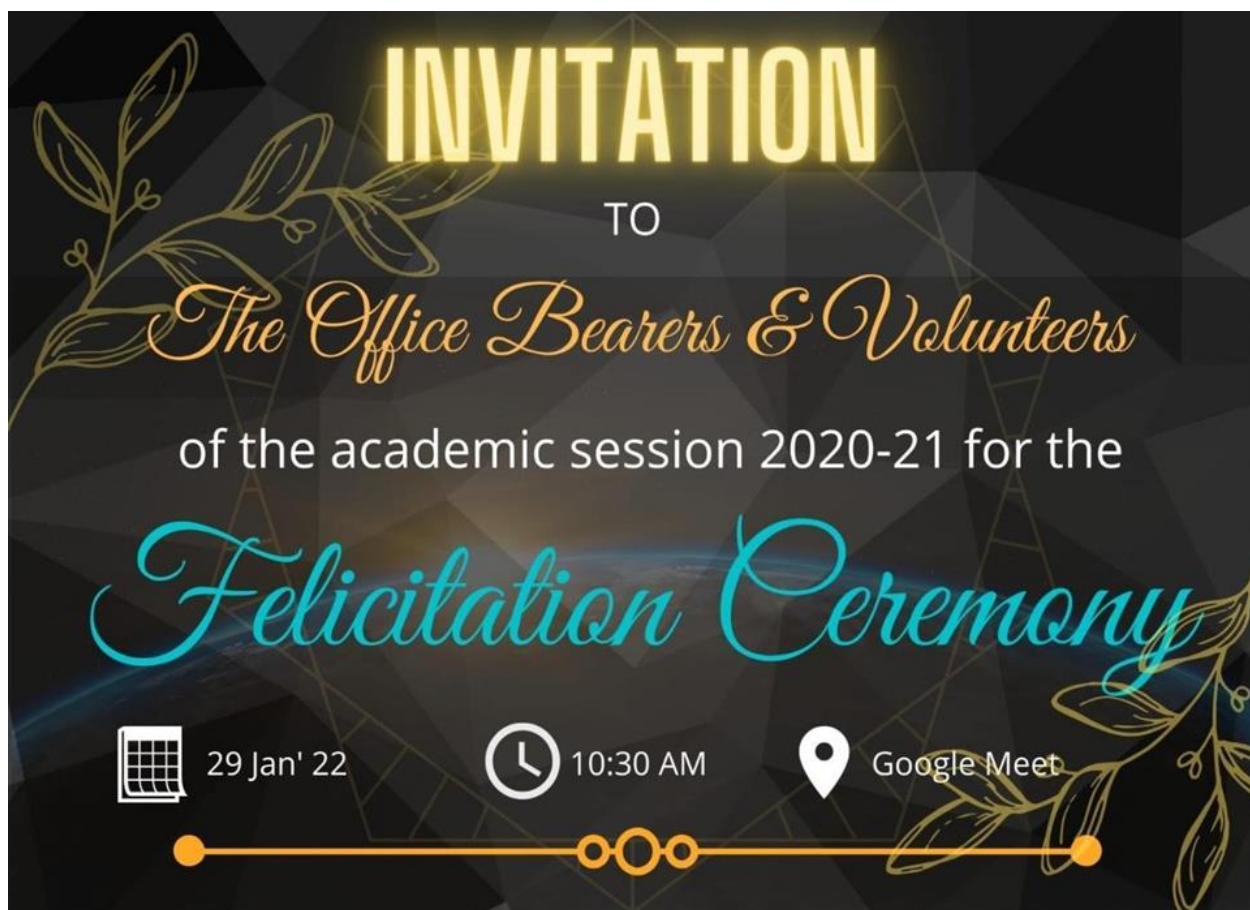 INVITATION
TO
The Office Bearers & Volunteers
of the academic session 2020-21 for the
Felicitation Ceremony
29 Jan' 22
10:30 AM
Google Meet